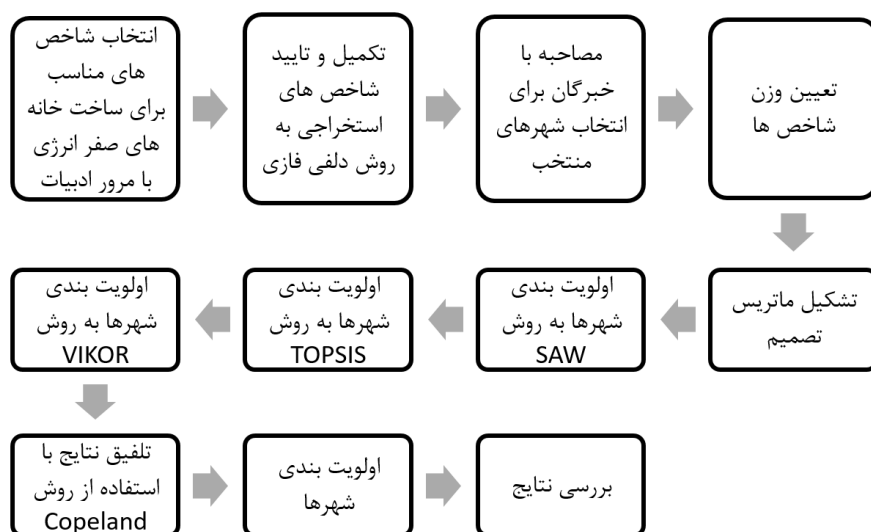 انتخاب شاخص
های مناسب
برای ساخت خانه
های صفر انرژی
با مرور ادبیات
تکمیل و تایید
شاخص های
استخراجی به
روش دلفی فازی
مصاحبه با
خبرگان برای
انتخاب شهرهای
منتخب
تعیین وزن
شاخص ها
تشکیل ماتریس
تصمیم
اولویت بندی
شهرها به روش
SAW
اولویت بندی
شهرها به روش
TOPSIS
اولویت بندی
شهرها به روش
VIKOR
تلفیق نتایج با
استفاده از روش
Copeland
اولویت بندی
شهرها
بررسی نتایج